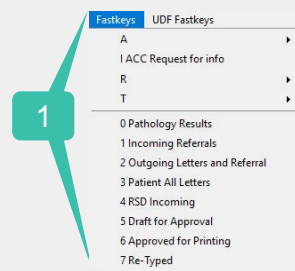 Fastkeys UDF Fastkeys
A
I ACC Request for info
R
T
1
0 Pathology Results
1 Incoming Referrals
2 Outgoing Letters and Referral
3 Patient All Letters
4 RSD Incoming
5 Draft for Approval
6 Approved for Printing
7 Re-Typed